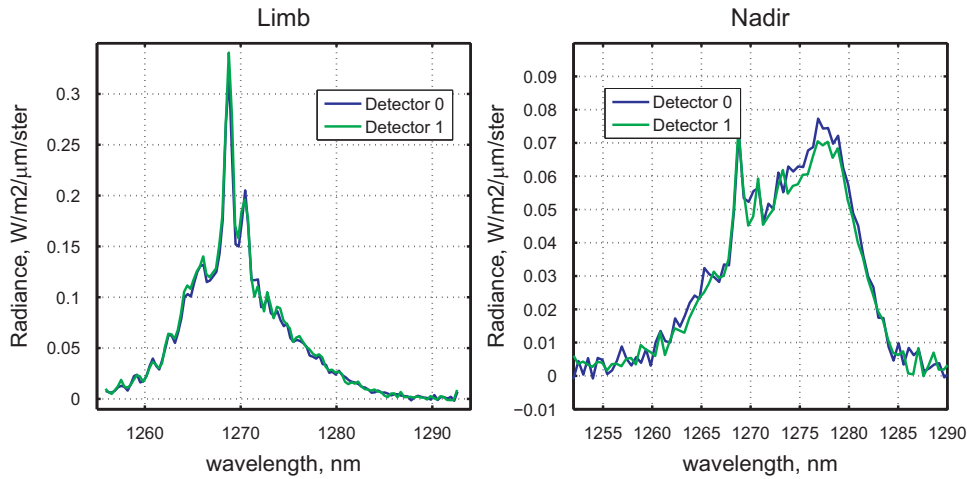 Limb
Radiance, W/m2/μm/ster
0.3
0.25
0.2
0.15
0.1
0.05
0
Detector 0
Detector 1
1260 1270 1280 1290
wavelength, nm
Nadir
Radiance, W/m2/μm/ster
0.09
0.08
0.07
0.06
0.05
0.04
0.03
0.02
0.01
0
−0.01
Detector 0
Detector 1
1255 1260 1265 1270 1275 1280 1285 1290
wavelength, nm